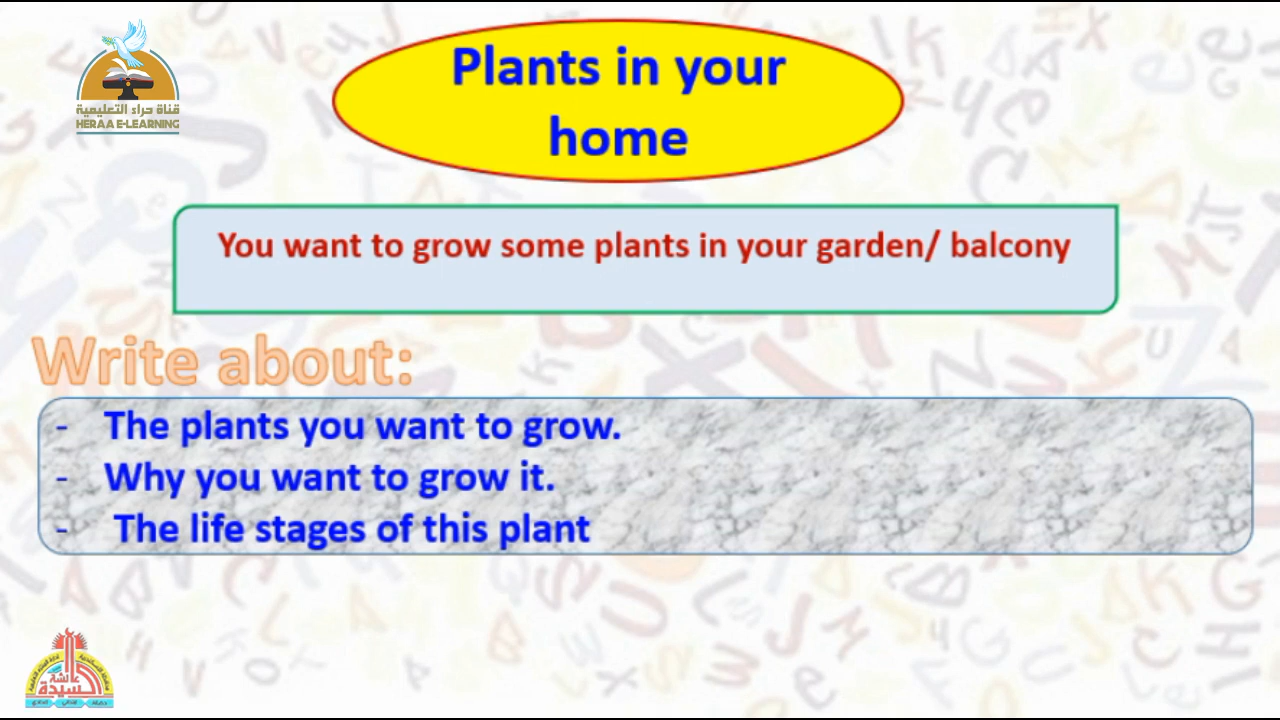 قناة حراء التعليمية
HERAA E-LEARNING
Plants in your
home
You want to grow some plants in your garden/ balcony
Write about:
- The plants you want to grow.
- Why you want to grow it.
- The life stages of this plant
عائشة
السيدة